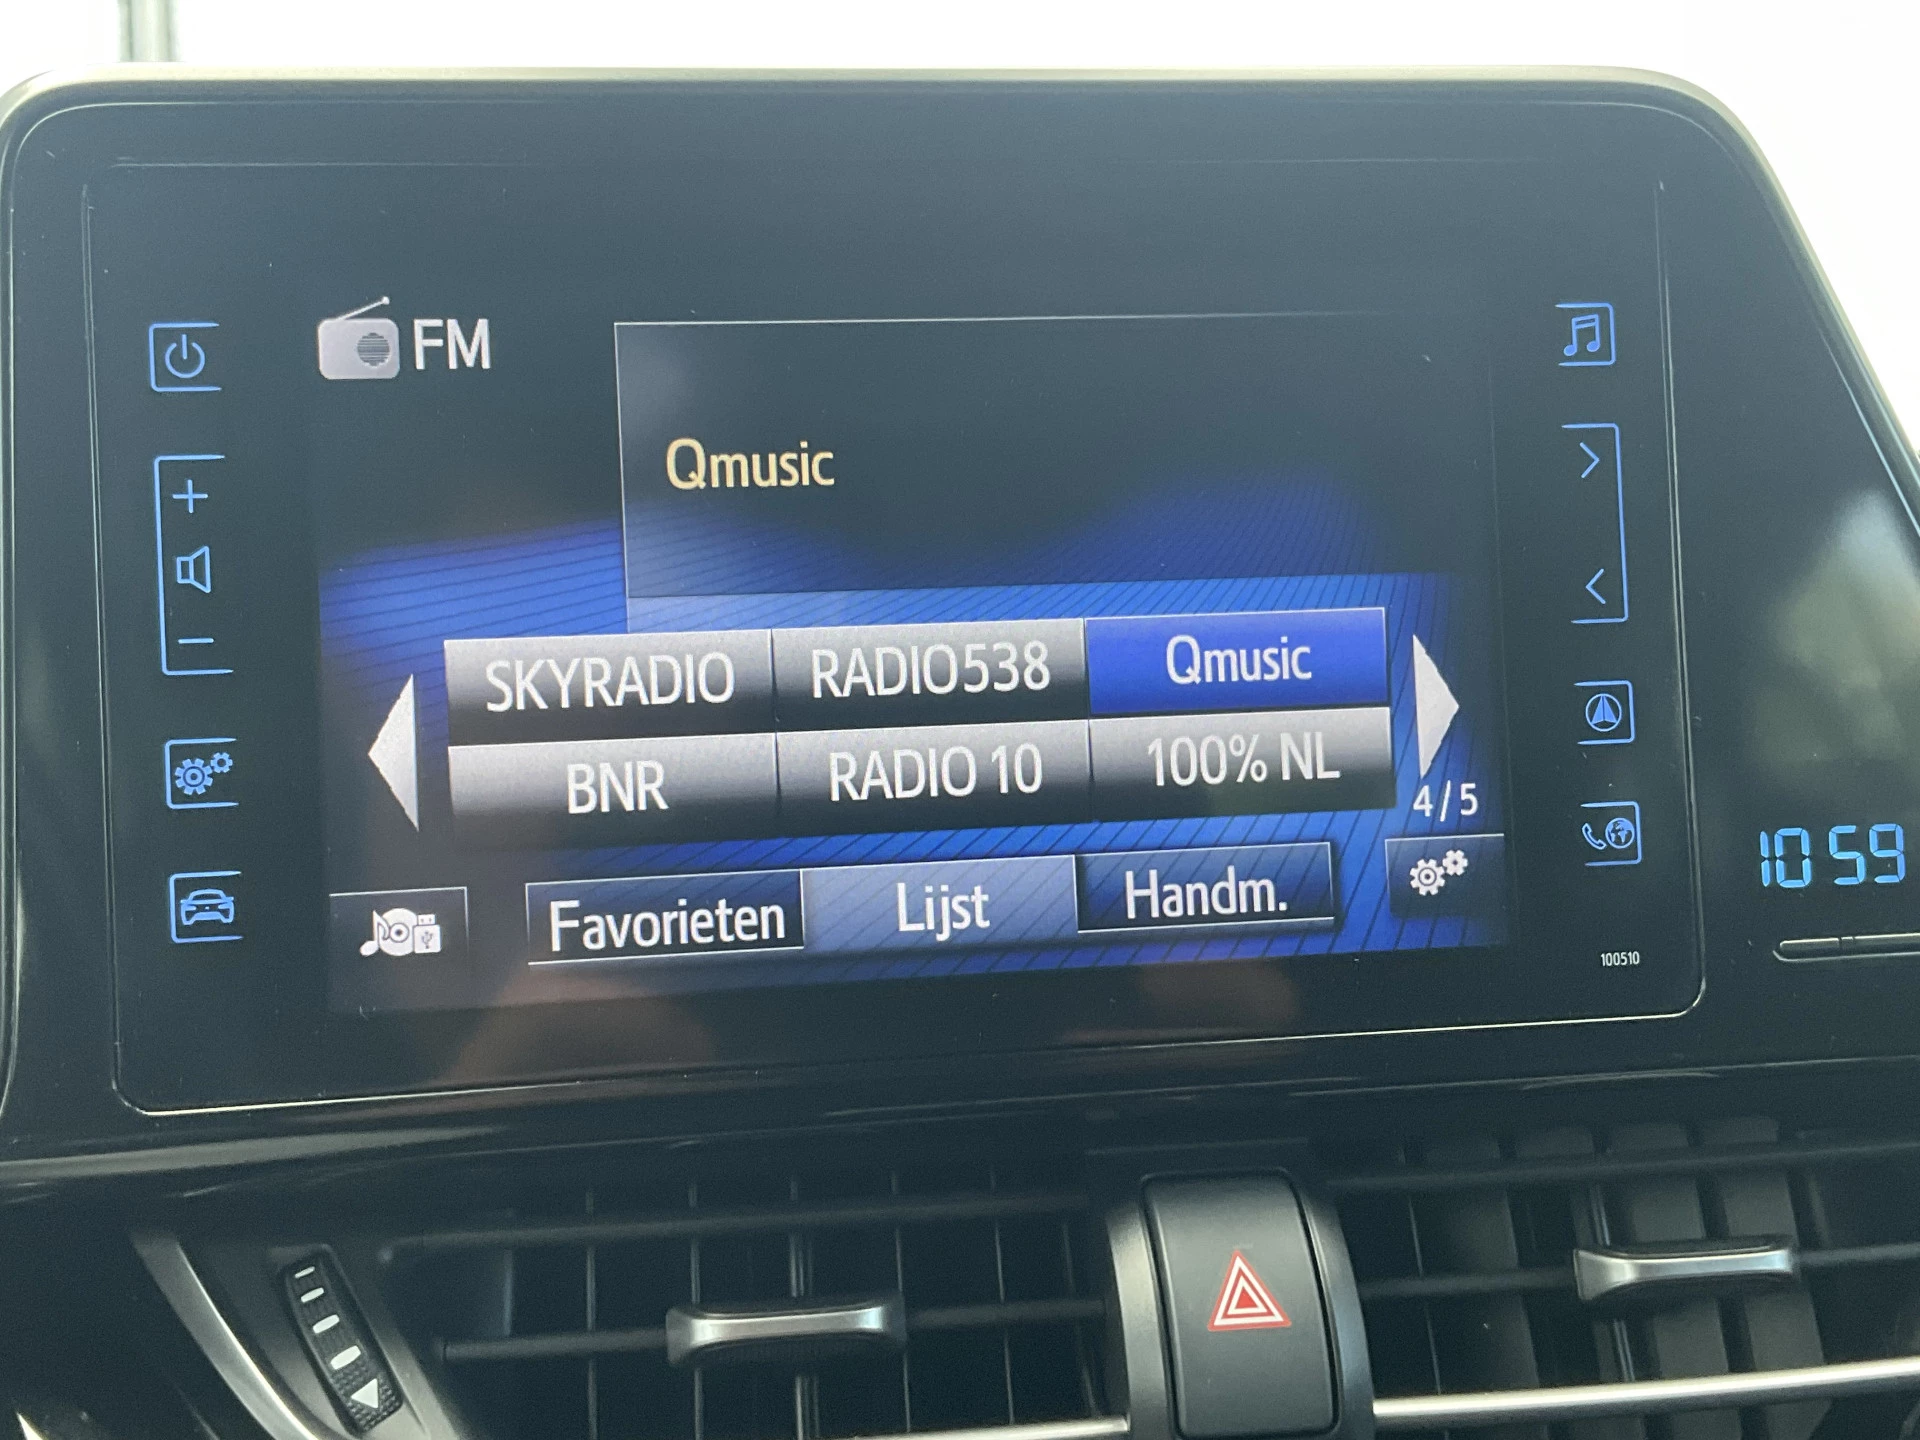 FM
Qmusic
SKYRADIO RADIO538 Qmusic
BNR RADIO 10 100% NL
4/5
Favorieten Lijst Handm.
100510
10 59